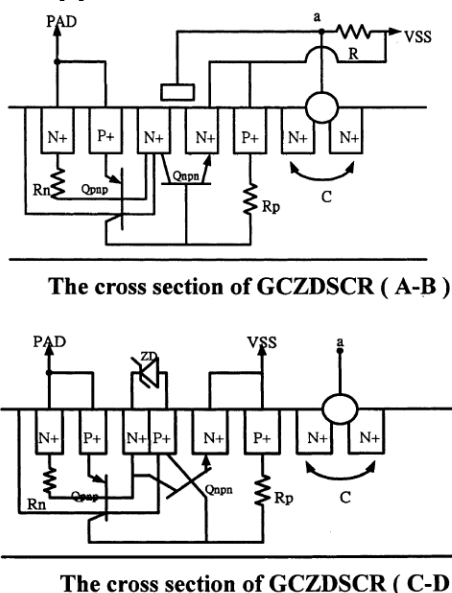 a
PAD
R
VSS
N+ P+ N+ N+ P+ N+ N+
Rn Qpnp Qnpn Rp C
The cross section of GCZDSCR ( A-B )
PAD ZD VSS a
N+ P+ N+ P+ N+ P+ N+ N+
Rn Qpnp Qnpn Rp C
The cross section of GCZDSCR ( C-D